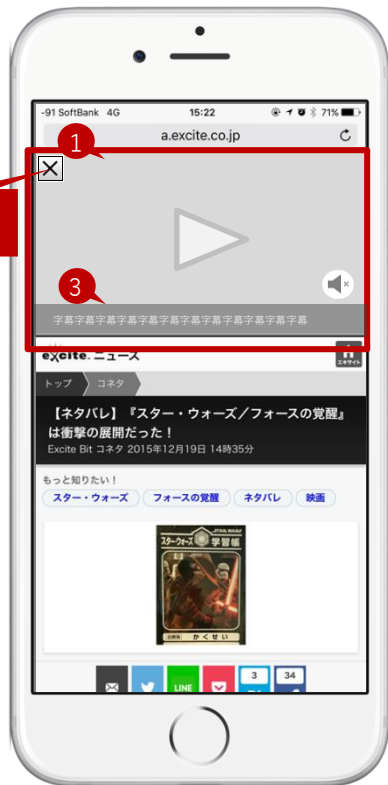 -91 SoftBank 4G 15:22 71%
a.excite.co.jp
1
3
字幕字幕字幕字幕字幕字幕字幕字幕字幕字幕字幕字幕
excite. ニュース
エキサイト
トップ コネタ
【ネタバレ】『スター・ウォーズ／フォースの覚醒』
は衝撃の展開だった！
Excite Bit コネタ 2015年12月19日 14時35分
もっと知りたい！
スター・ウォーズ フォースの覚醒 ネタバレ 映画
STAR WARS
スター・ウォーズ 学習帳
かくせい
3 34
LINE